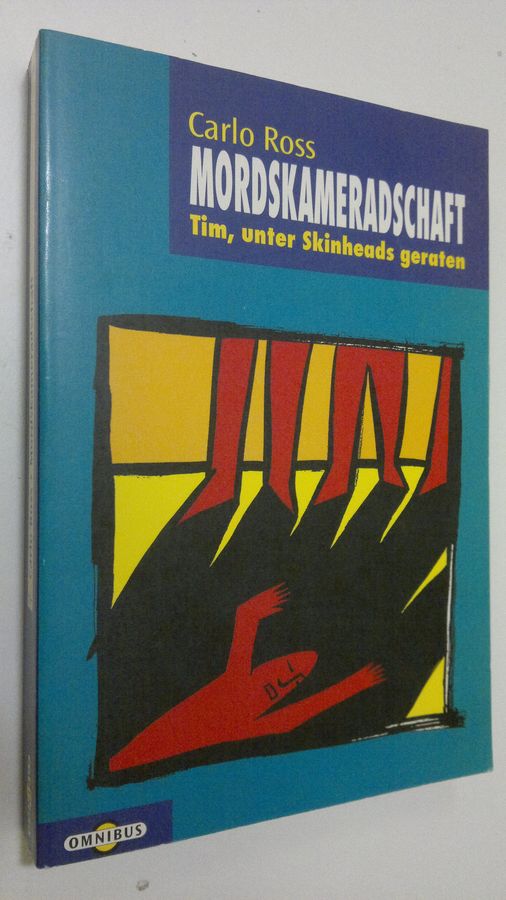 Carlo Ross
MORDSKAMERADSCHAFT
Tim, unter Skinheads geraten
OMNIBUS